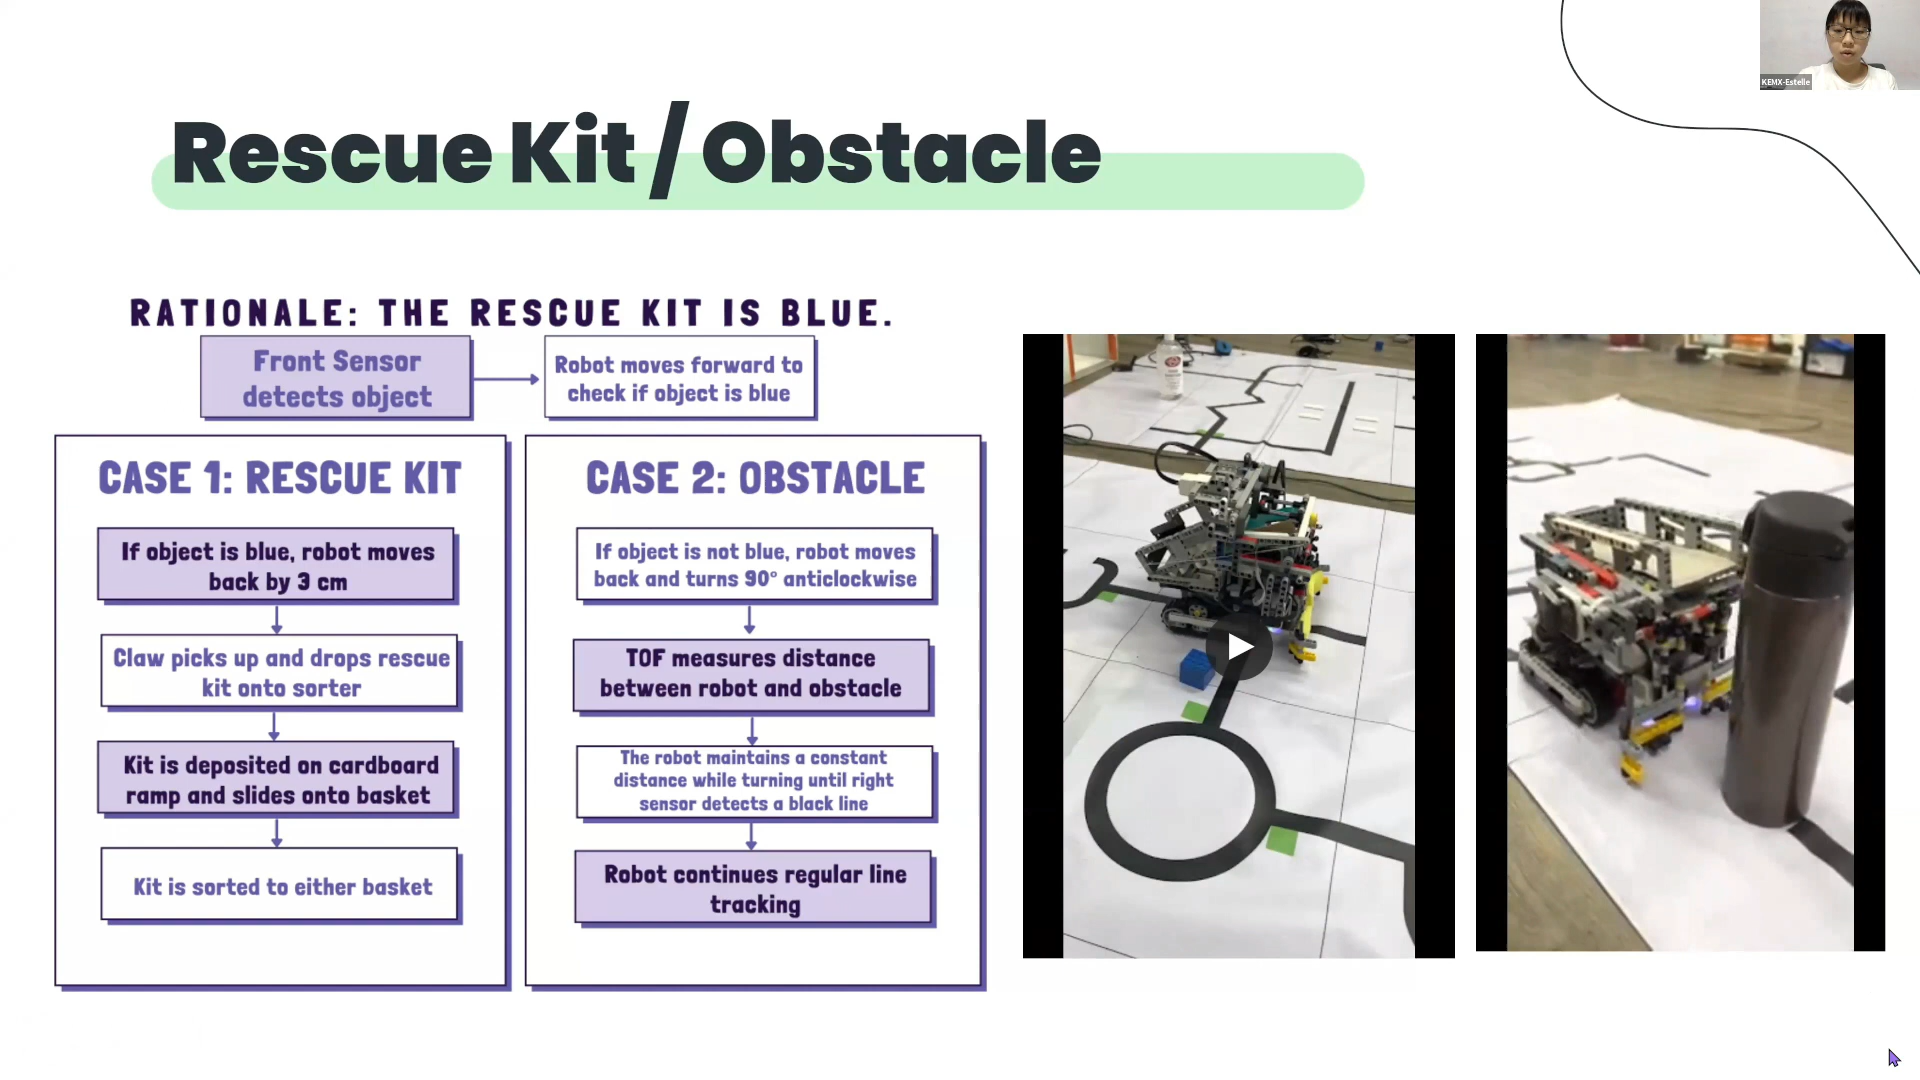 KEMX-Estelle
Rescue Kit / Obstacle
RATIONALE: THE RESCUE KIT IS BLUE.
Front Sensor
detects object
Robot moves forward to
check if object is blue
CASE 1: RESCUE KIT
If object is blue, robot moves
back by 3 cm
Claw picks up and drops rescue
kit onto sorter
Kit is deposited on cardboard
ramp and slides onto basket
Kit is sorted to either basket
CASE 2: OBSTACLE
If object is not blue, robot moves
back and turns 90° anticlockwise
TOF measures distance
between robot and obstacle
The robot maintains a constant
distance while turning until right
sensor detects a black line
Robot continues regular line
tracking